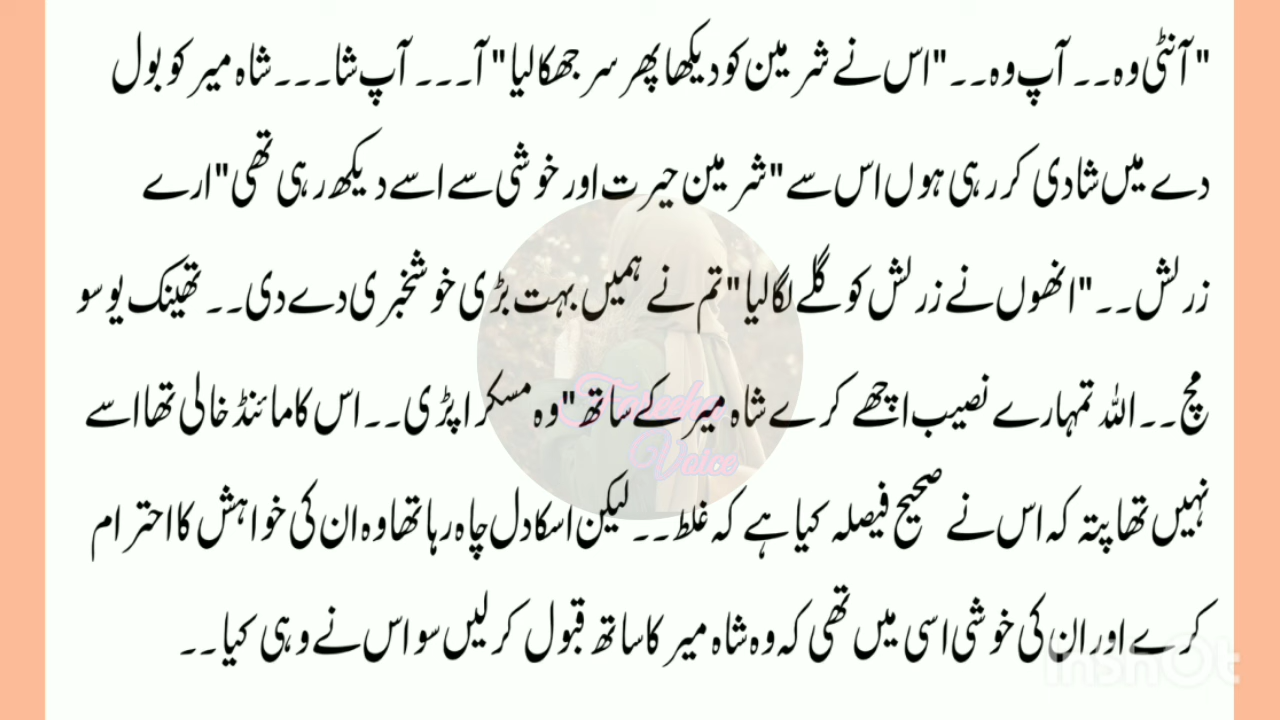 "آنٹی وہ۔۔ آپ وہ۔۔"اس نے شرمین کو دیکھا پھر سر جھکا لیا" آ۔۔۔ آپ شا۔۔۔شاہ میر کو بول
دے میں شادی کر رہی ہوں اس سے "شرمین حیرت اور خوشی سے اسے دیکھ رہی تھی"ارے
زرلش۔۔"انھوں نے زرلش کو گلے لگا لیا"تم نے ہمیں بہت بڑی خوشخبری دے دی۔۔ تھینک یو سو
مچ۔۔اللہ تمہارے نصیب اچھے کرے شاہ میر کے ساتھ"وہ مسکرا پڑی۔۔اس کا مائنڈ خالی تھا اسے
نہیں تھا پتہ کہ اس نے صحیح فیصلہ کیا ہے کہ غلط۔۔لیکن اسکا دل چاہ رہا تھا وہ ان کی خواہش کا احترام
کرے اور ان کی خوشی اسی میں تھی کہ وہ شاہ میر کا ساتھ قبول کر لیں سو اس نے وہی کیا۔۔
Fareeha
Voice
InshOt